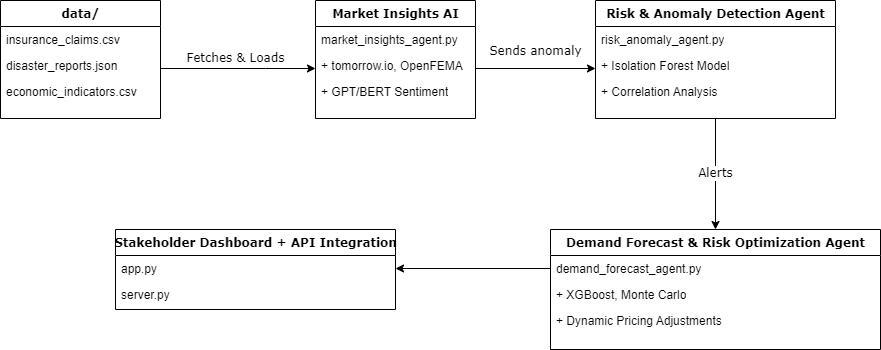 data/
insurance_claims.csv
disaster_reports.json
economic_indicators.csv
Fetches & Loads
Market Insights AI
market_insights_agent.py
+ tomorrow.io, OpenFEMA
+ GPT/BERT Sentiment
Sends anomaly
Risk & Anomaly Detection Agent
risk_anomaly_agent.py
+ Isolation Forest Model
+ Correlation Analysis
Alerts
Demand Forecast & Risk Optimization Agent
demand_forecast_agent.py
+ XGBoost, Monte Carlo
+ Dynamic Pricing Adjustments
Stakeholder Dashboard + API Integration
app.py
server.py